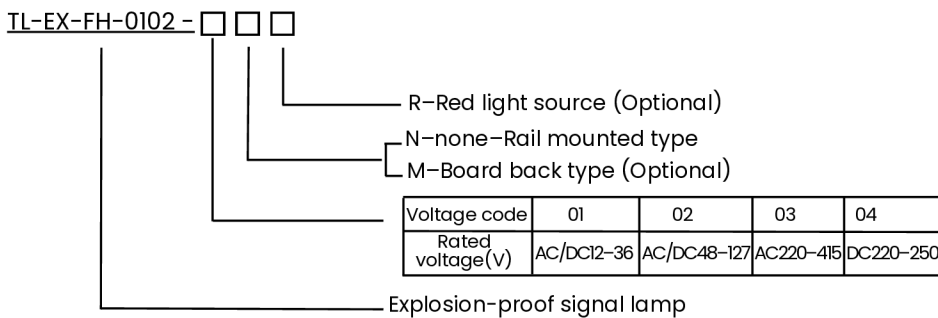 TL-EX-FH-0102 - □ □ □
R–Red light source (Optional)
N–none–Rail mounted type
M–Board back type (Optional)
Voltage code 01 02 03 04
Rated voltage(V) AC/DC12–36 AC/DC48–127 AC220–415 DC220–250
Explosion-proof signal lamp